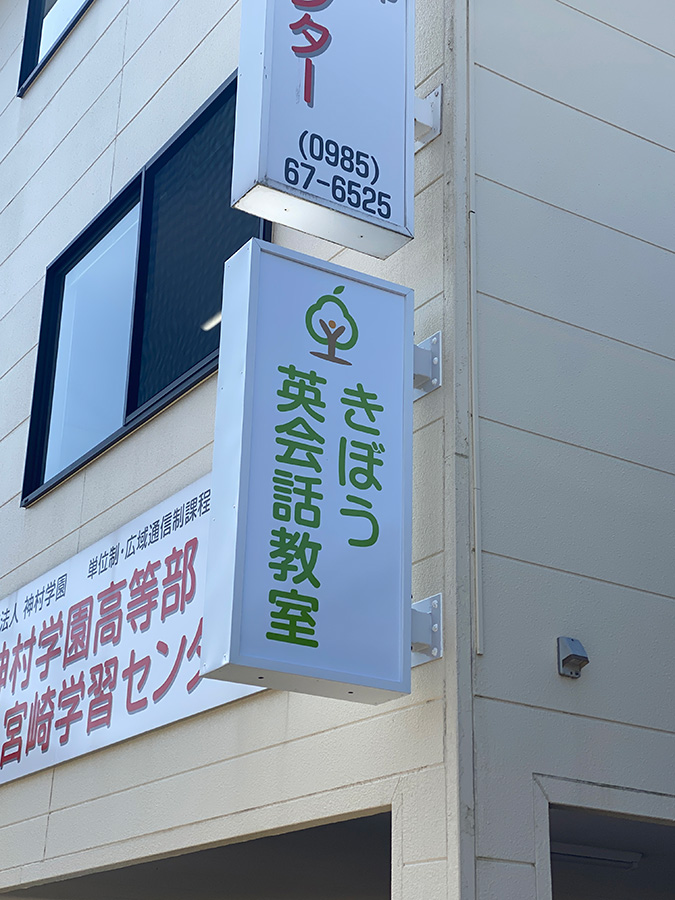 ター
(0985)
67-6525
きぼう
英会話教室
法人 神村学園
単位制・広域通信制課程
神村学園高等部
宮崎学習セン